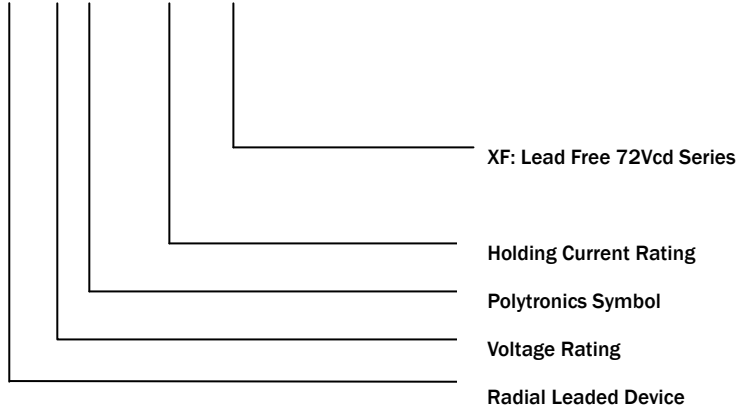 XF: Lead Free 72Vcd Series
Holding Current Rating
Polytronics Symbol
Voltage Rating
Radial Leaded Device